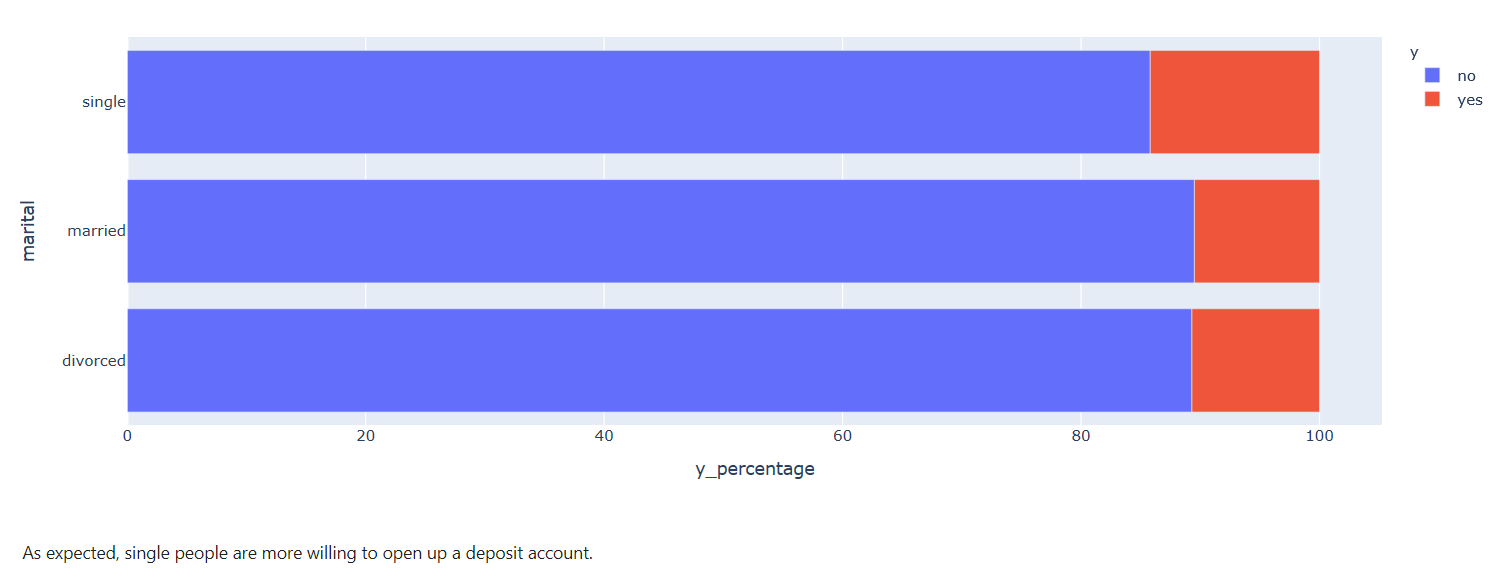 y
no
yes
single
married
divorced
marital
0 20 40 60 80 100
y_percentage
As expected, single people are more willing to open up a deposit account.